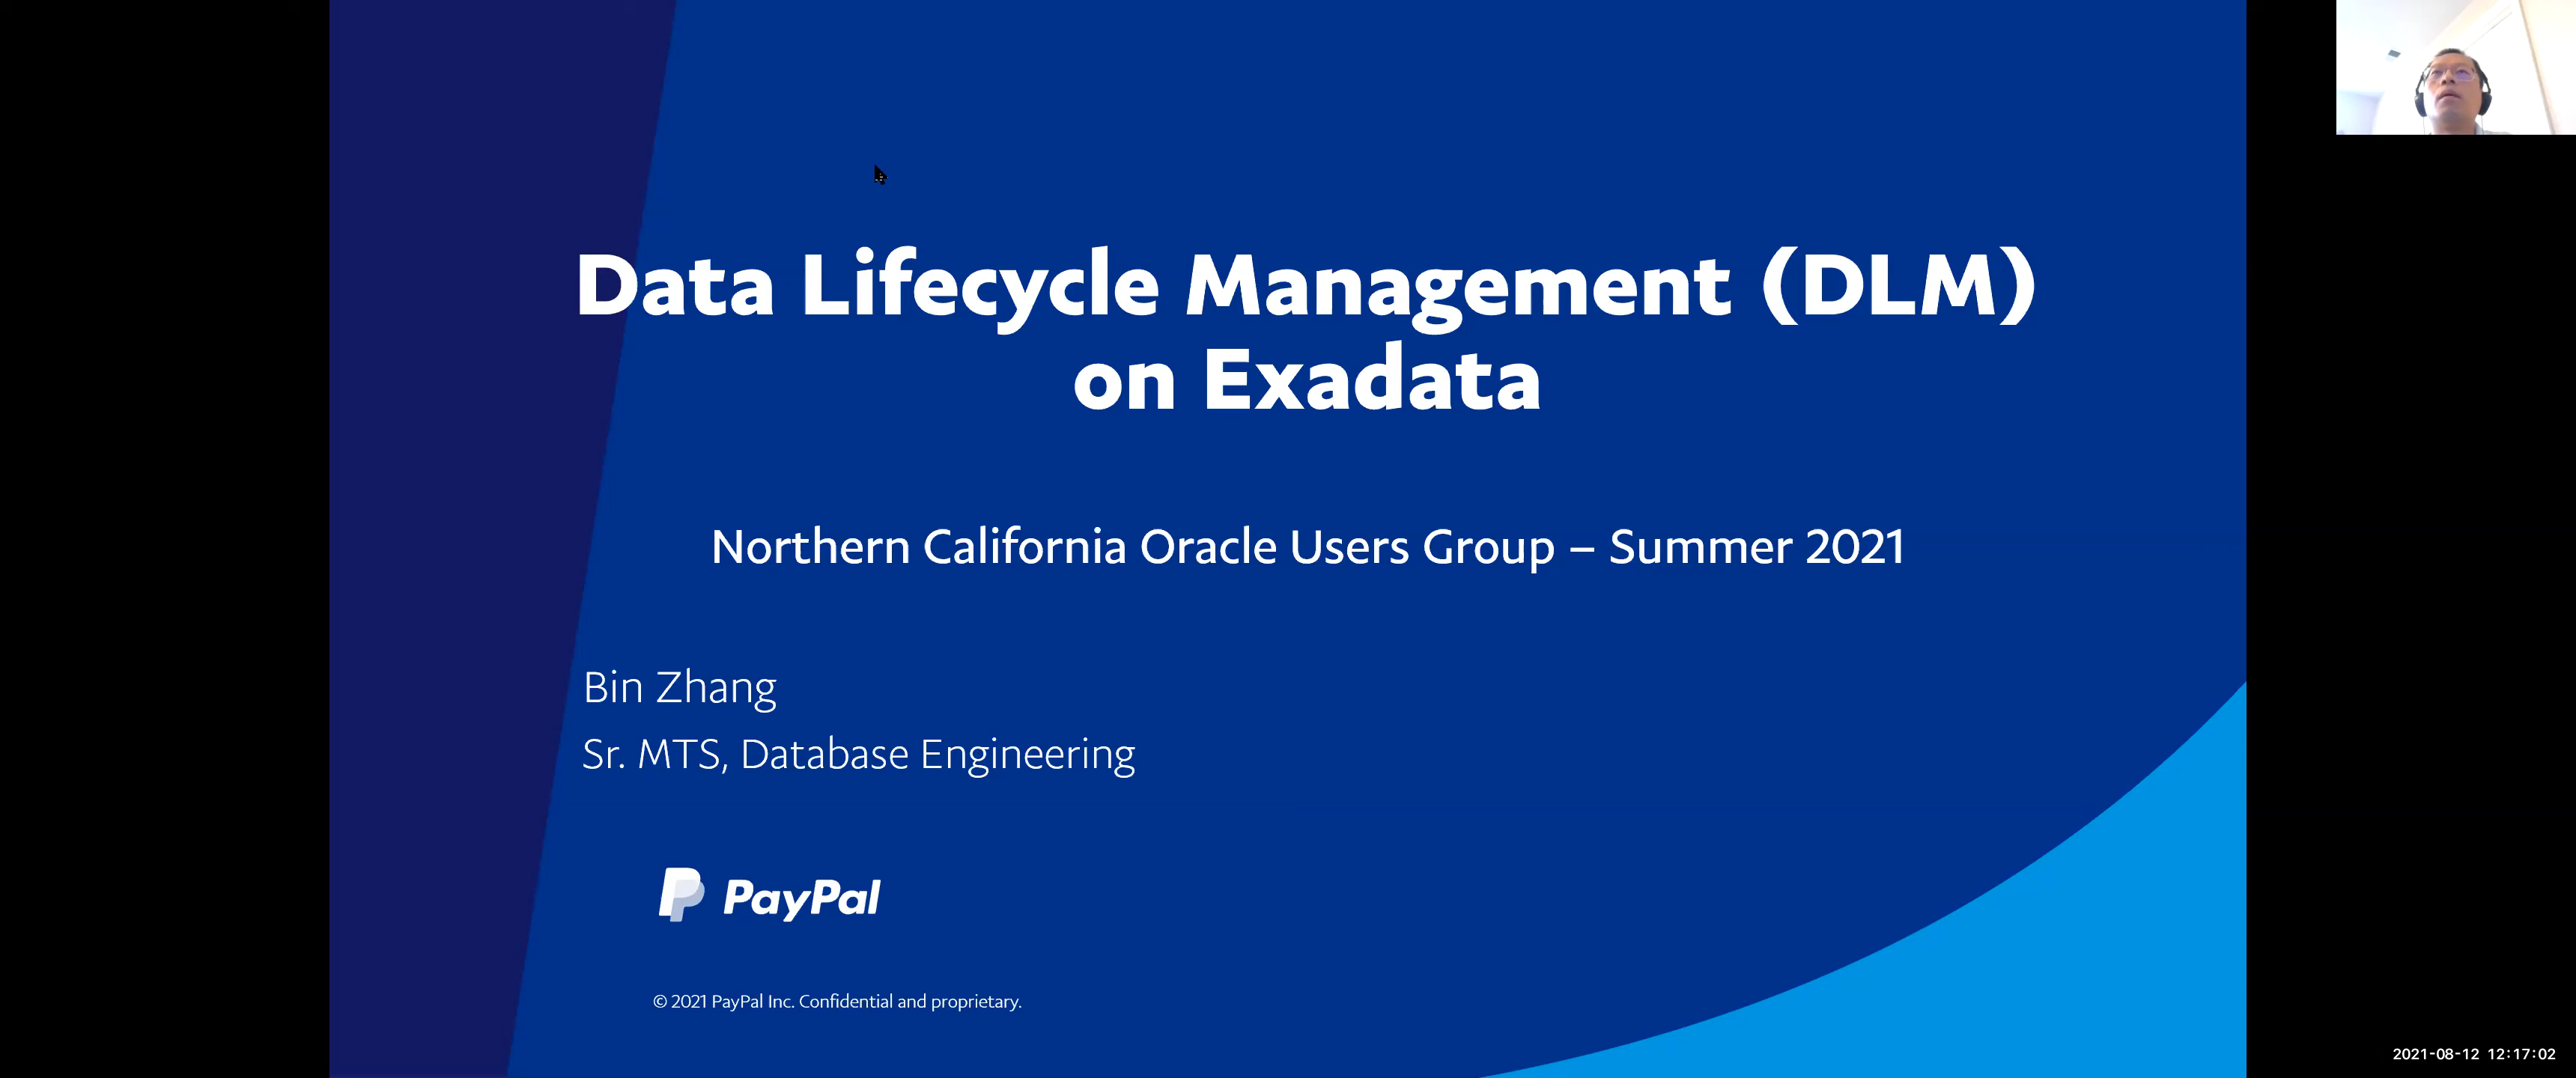 Data Lifecycle Management (DLM)
on Exadata
Northern California Oracle Users Group – Summer 2021
Bin Zhang
Sr. MTS, Database Engineering
PayPal
© 2021 PayPal Inc. Confidential and proprietary.
2021-08-12 12:17:02